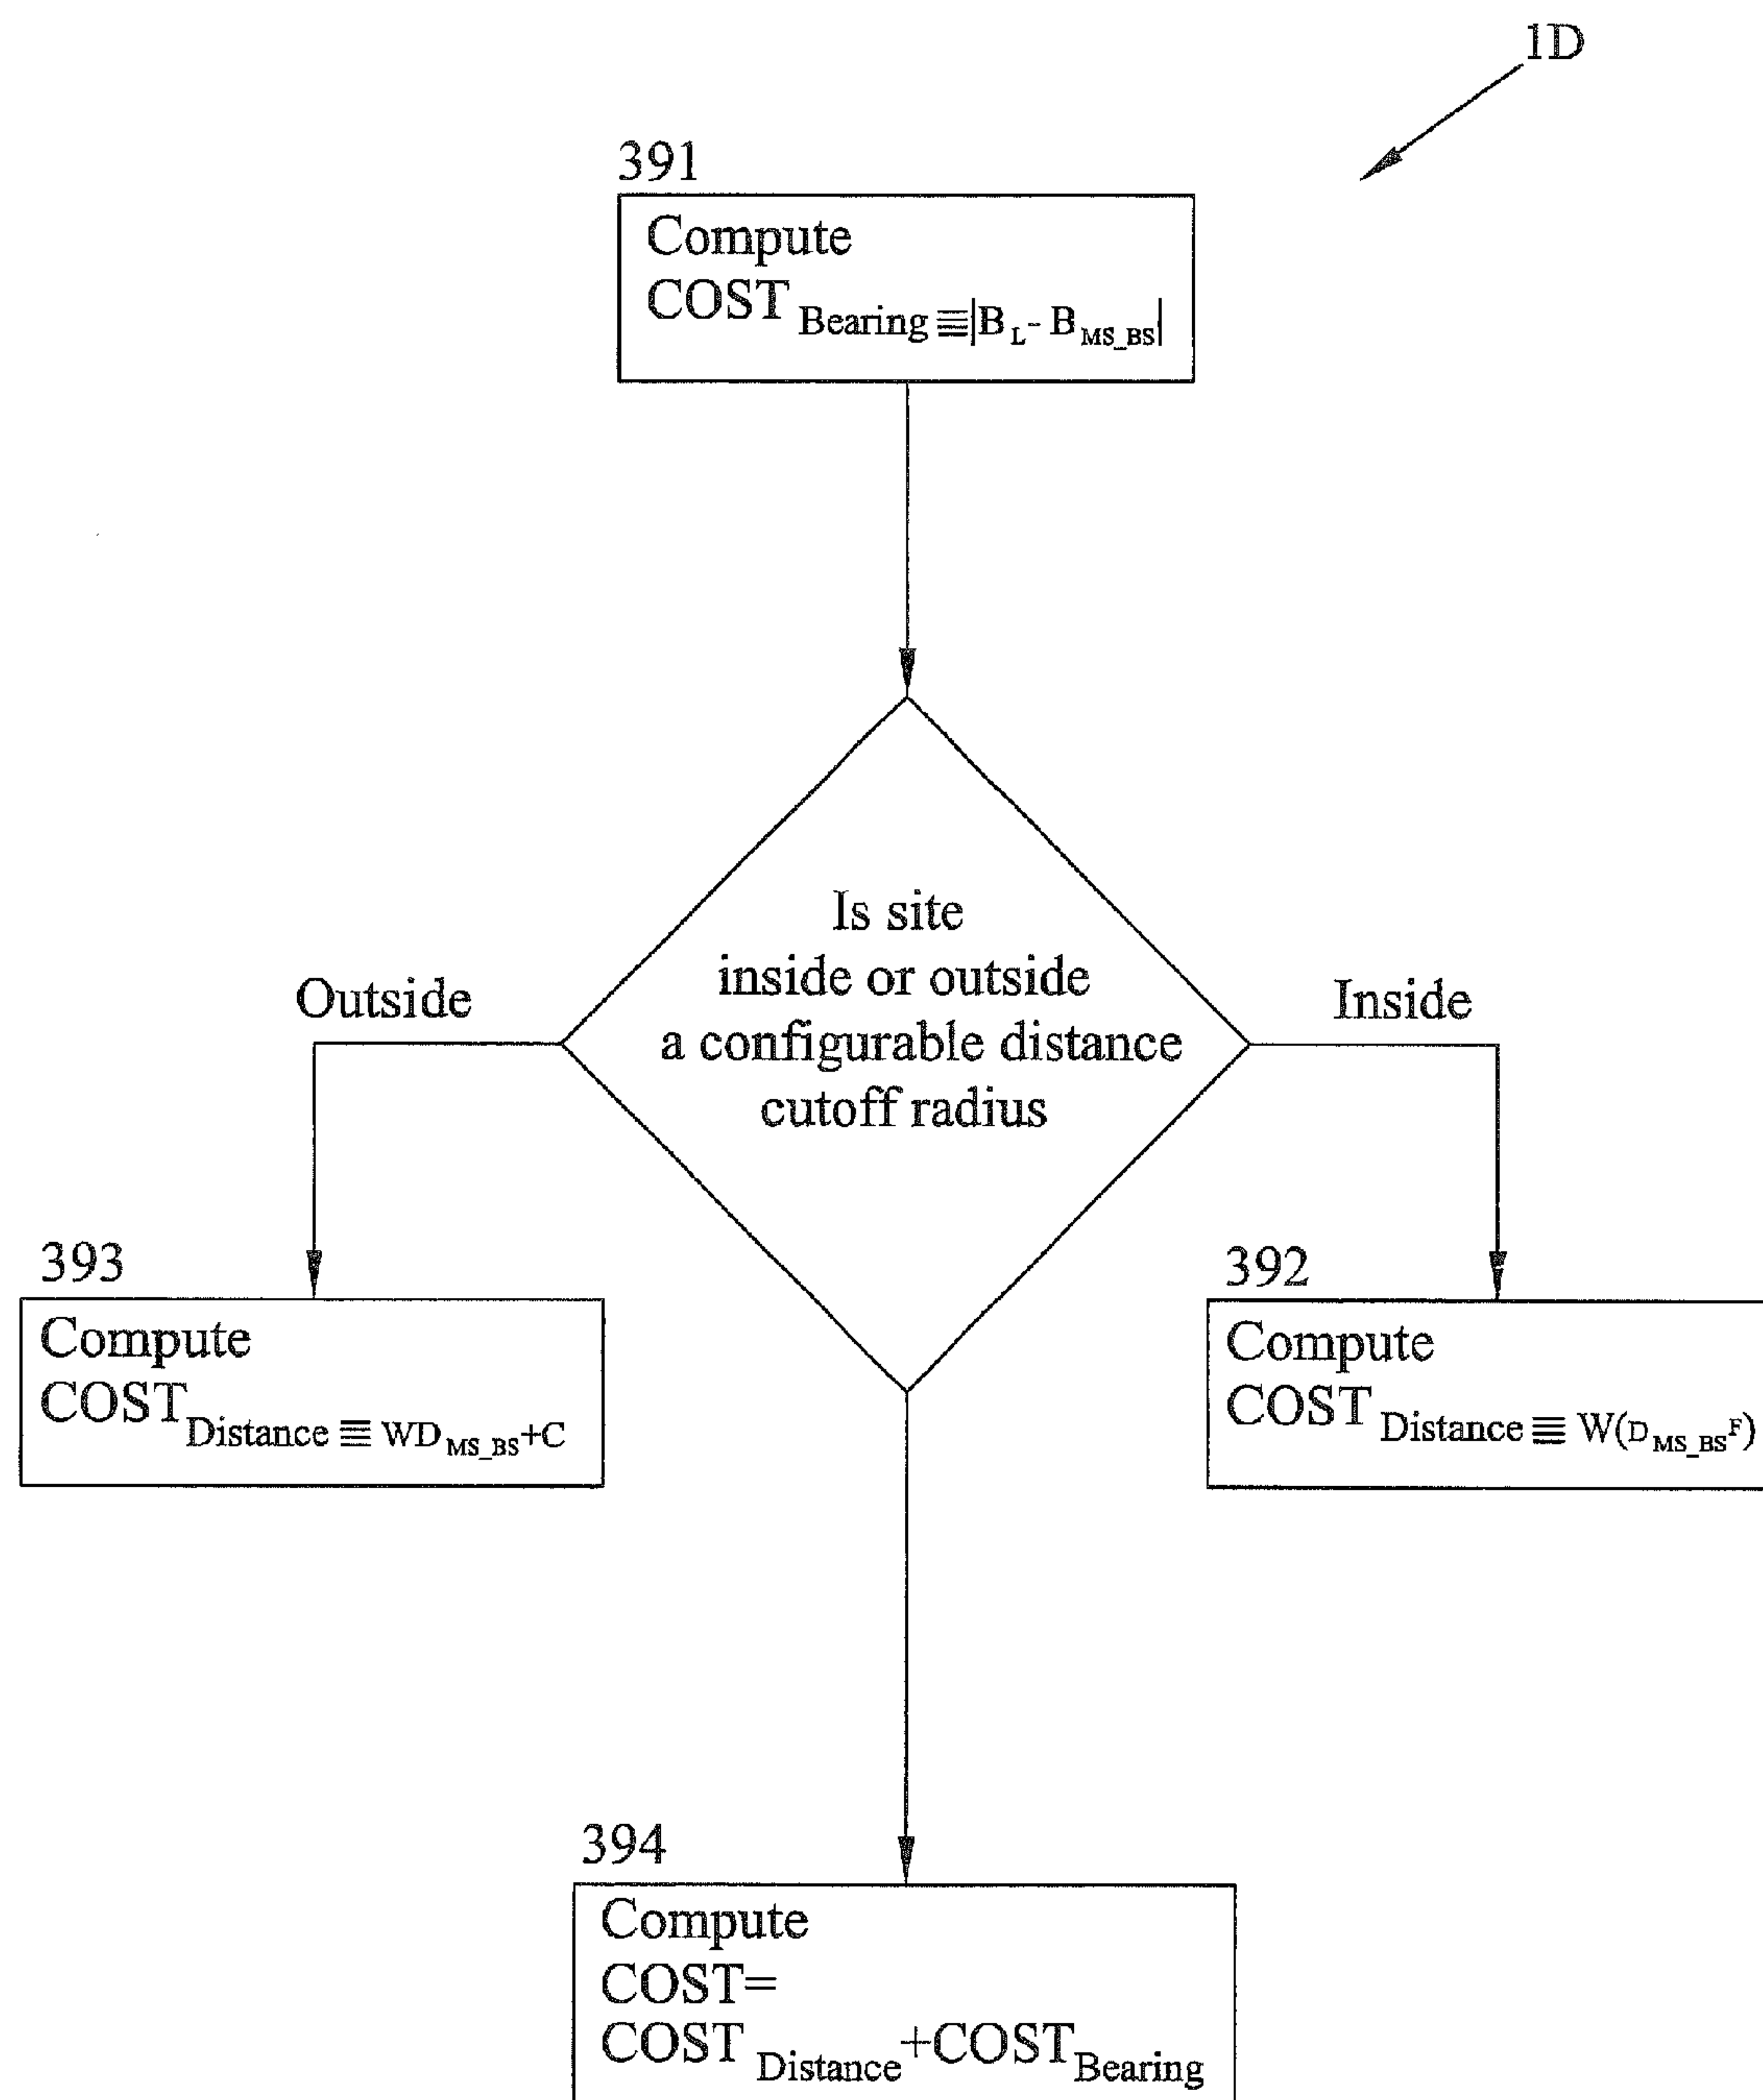 1D
391
Compute
COST Bearing ≡|B L - B MS_BS|
Is site
inside or outside
a configurable distance
cutoff radius
Outside
Inside
393
Compute
COST Distance ≡ WD MS_BS+C
392
Compute
COST Distance ≡ W(D MS_BS F)
394
Compute
COST=
COST Distance+COST Bearing